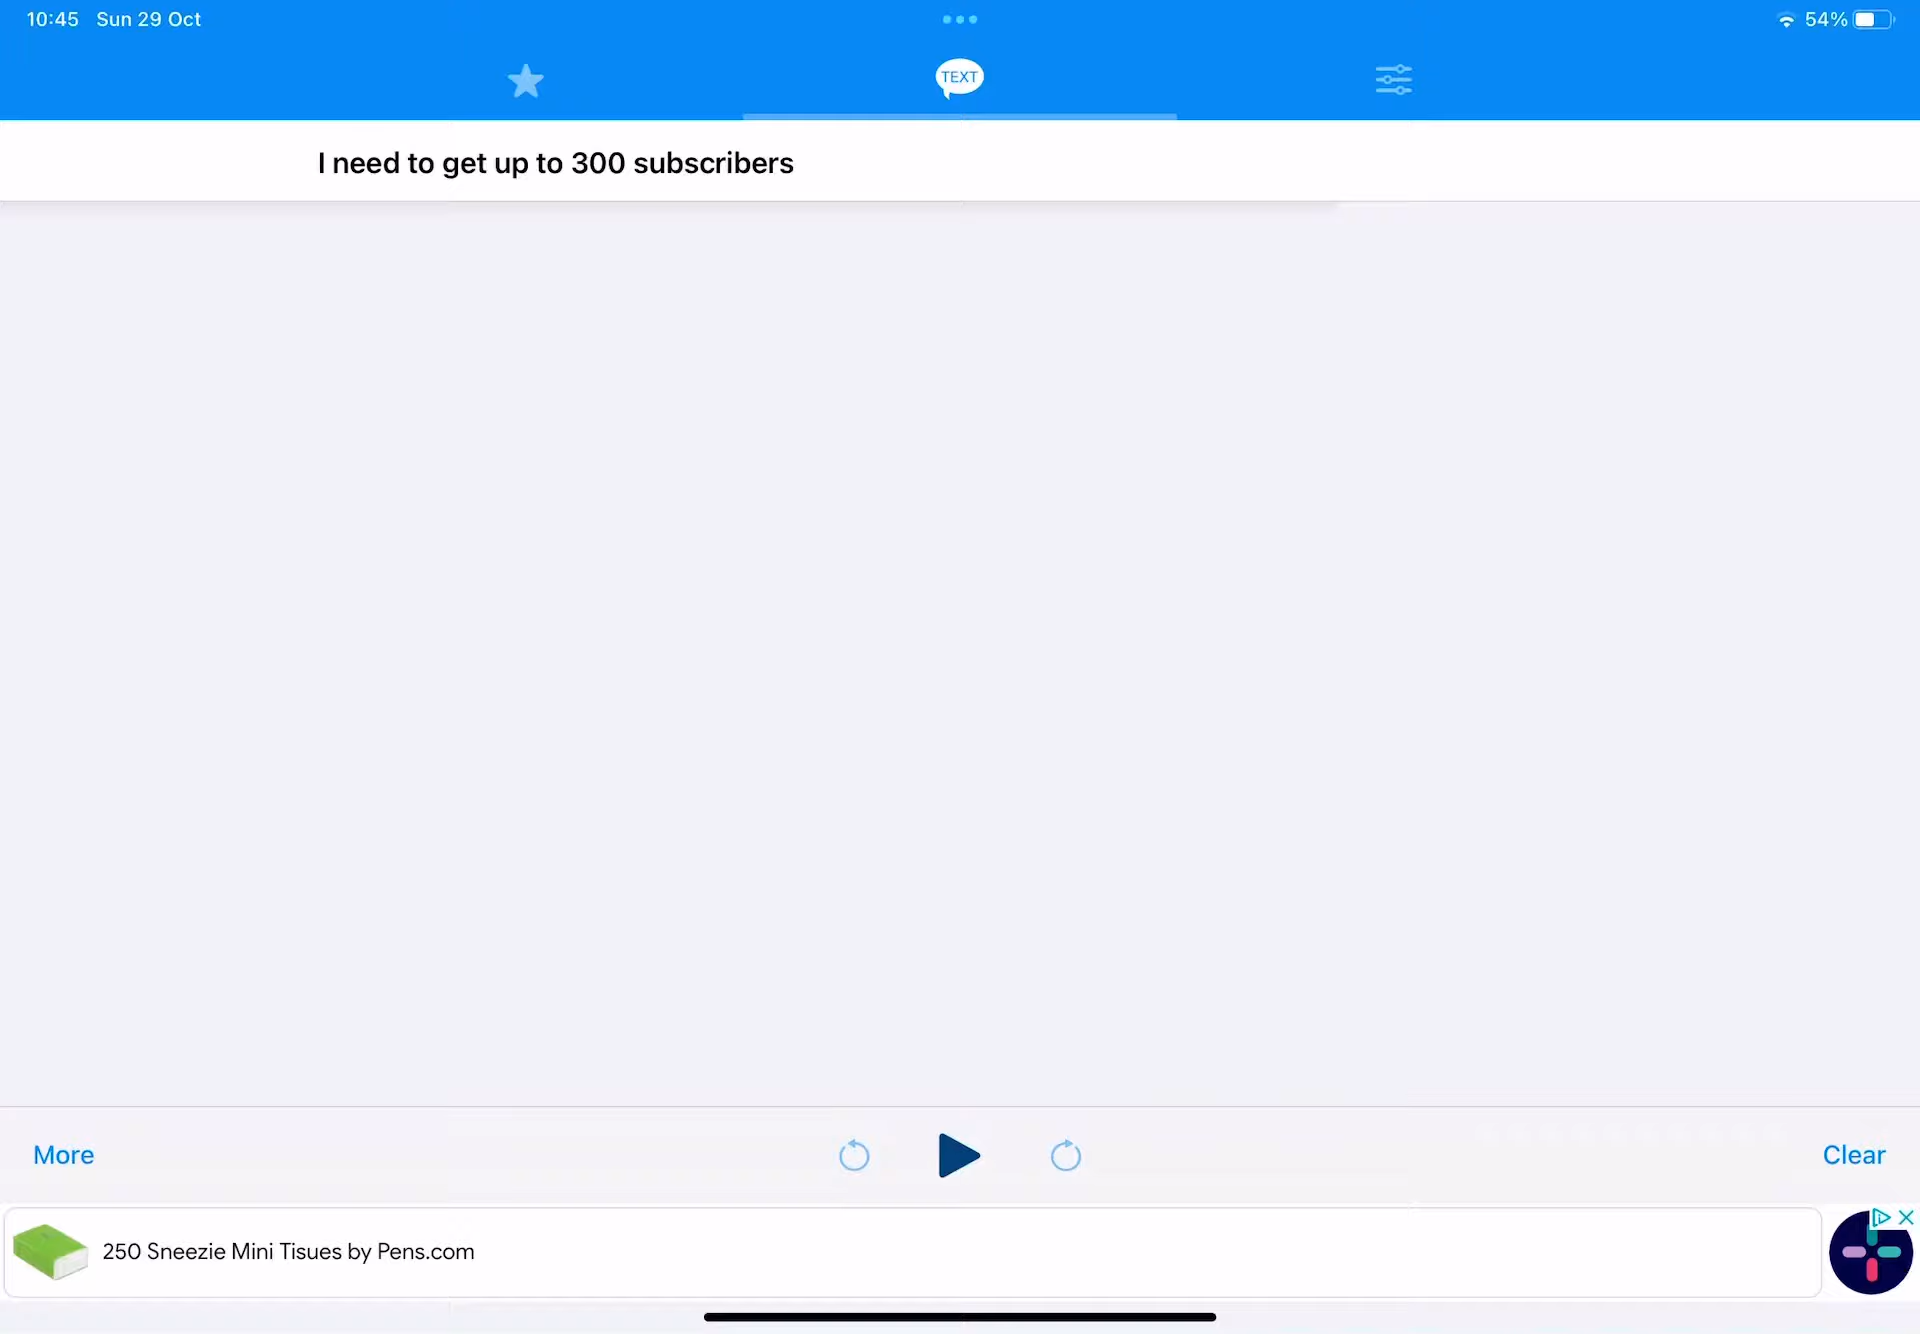 10:45 Sun 29 Oct
54%
TEXT
I need to get up to 300 subscribers
More
Clear
250 Sneezie Mini Tisues by Pens.com